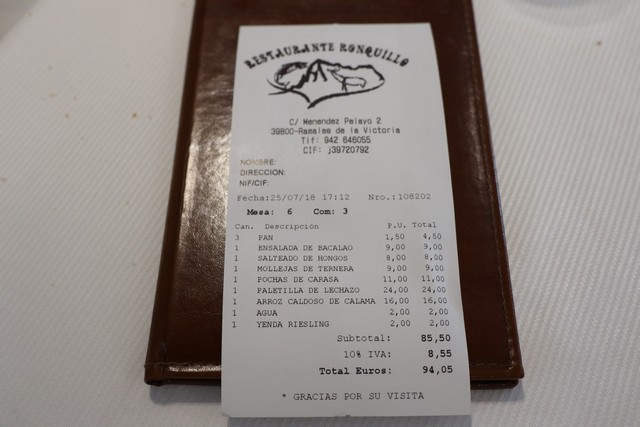 RESTAURANTE RONQUILLO
C/ Menendez Pelayo 2
39800-Ramales de la Victoria
Tlf: 942 646055
CIF: j39720792
NOMBRE:
DIRECCION:
NIF/CIF:
Fecha:25/07/18 17:12 Nro.:108202
Mesa: 6 Com: 3
Can. Descripción P.U. Total
3 PAN 1,50 4,50
1 ENSALADA DE BACALAO 9,00 9,00
1 SALTEADO DE HONGOS 8,00 8,00
1 MOLLEJAS DE TERNERA 9,00 9,00
1 POCHAS DE CARASA 11,00 11,00
1 PALETILLA DE LECHAZO 24,00 24,00
1 ARROZ CALDOSO DE CALAMA 16,00 16,00
1 AGUA 2,00 2,00
1 YENDA RIESLING 2,00 2,00
Subtotal: 85,50
10% IVA: 8,55
Total Euros: 94,05
* GRACIAS POR SU VISITA